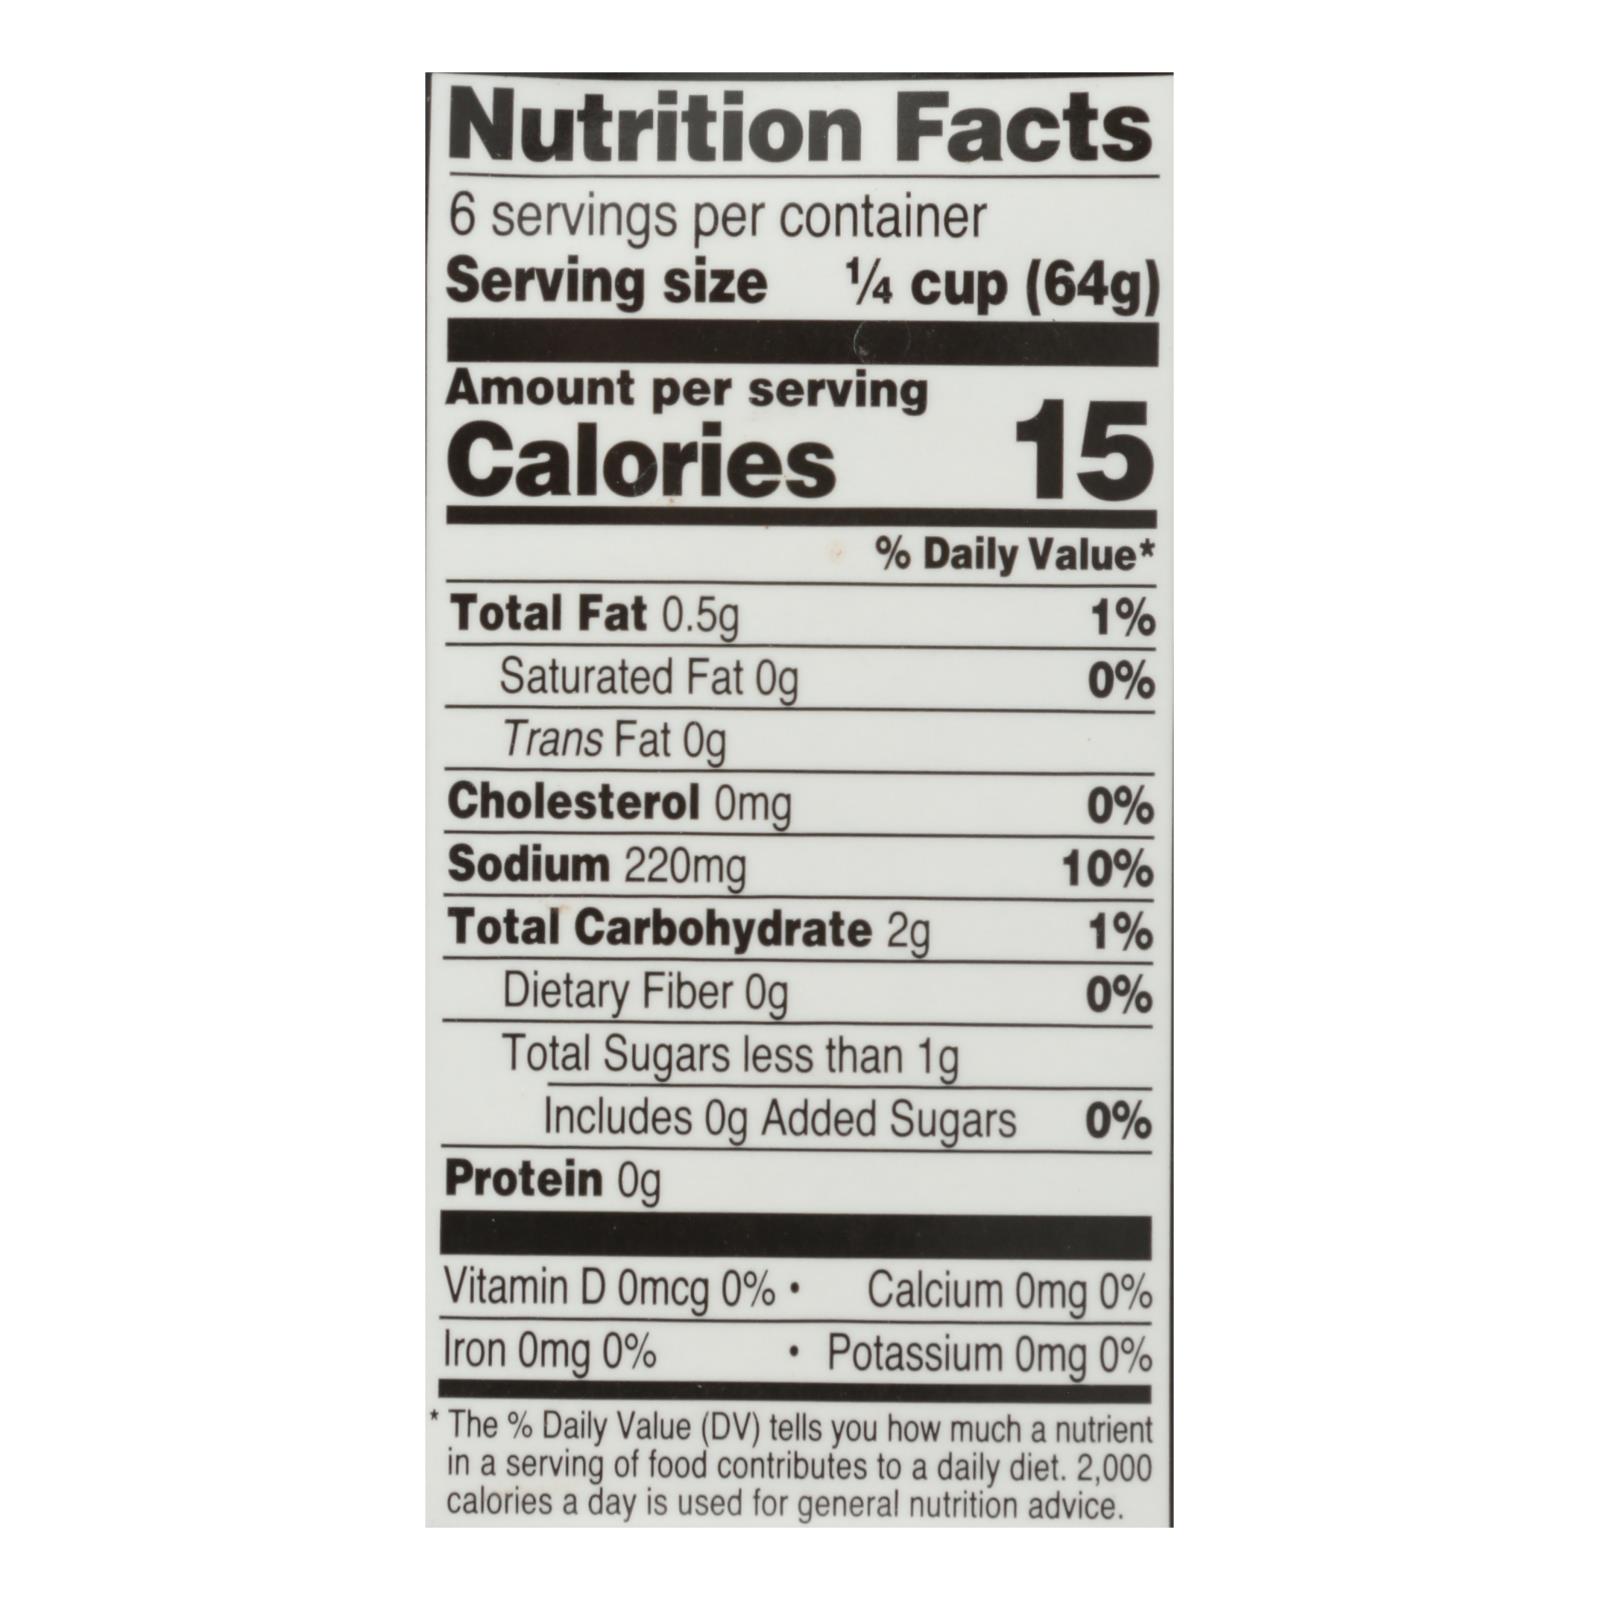 Nutrition Facts
6 servings per container
Serving size ¼ cup (64g)
Amount per serving
Calories 15
% Daily Value*
Total Fat 0.5g 1%
Saturated Fat 0g 0%
Trans Fat 0g
Cholesterol 0mg 0%
Sodium 220mg 10%
Total Carbohydrate 2g 1%
Dietary Fiber 0g 0%
Total Sugars less than 1g
Includes 0g Added Sugars 0%
Protein 0g
Vitamin D 0mcg 0% • Calcium 0mg 0%
Iron 0mg 0% • Potassium 0mg 0%
* The % Daily Value (DV) tells you how much a nutrient
in a serving of food contributes to a daily diet. 2,000
calories a day is used for general nutrition advice.